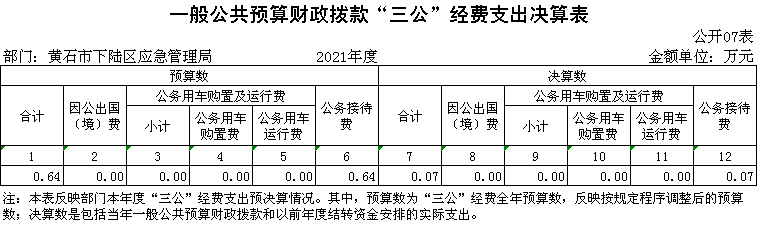 一般公共预算财政拨款“三公”经费支出决算表
公开07表
部门：黄石市下陆区应急管理局 2021年度 金额单位：万元
预算数 决算数
合计 因公出国（境）费 公务用车购置及运行费 公务接待费 合计 因公出国（境）费 公务用车购置及运行费 公务接待费
小计 公务用车购置费 公务用车运行费 小计 公务用车购置费 公务用车运行费
1 2 3 4 5 6 7 8 9 10 11 12
0.64 0.00 0.00 0.00 0.00 0.64 0.07 0.00 0.00 0.00 0.00 0.07
注：本表反映部门本年度“三公”经费支出预决算情况。其中，预算数为“三公”经费全年预算数，反映按规定程序调整后的预算
数；决算数是包括当年一般公共预算财政拨款和以前年度结转资金安排的实际支出。